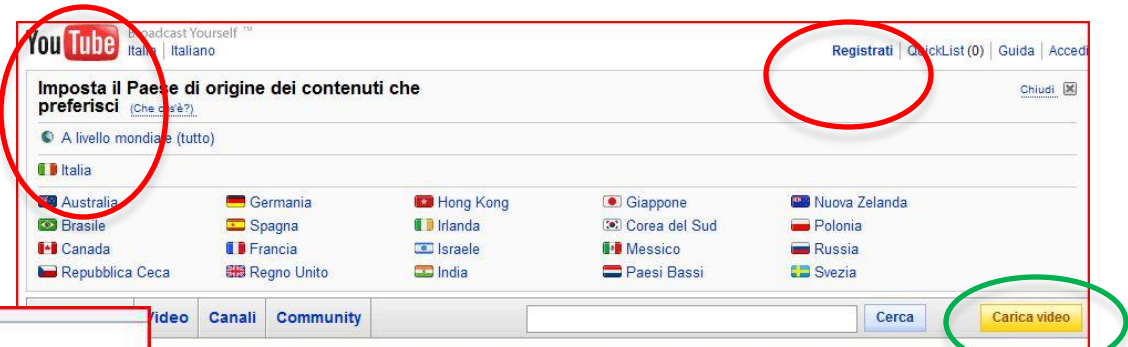 You Tube Broadcast Yourself ™
Italia | Italiano
Registrati | QuickList (0) | Guida | Accedi
Imposta il Paese di origine dei contenuti che
preferisci (Che cos'è?)
Chiudi
A livello mondiale (tutto)
Italia
Australia Germania Hong Kong Giappone Nuova Zelanda
Brasile Spagna Irlanda Corea del Sud Polonia
Canada Francia Israele Messico Russia
Repubblica Ceca Regno Unito India Paesi Bassi Svezia
Video Canali Community Cerca Carica video